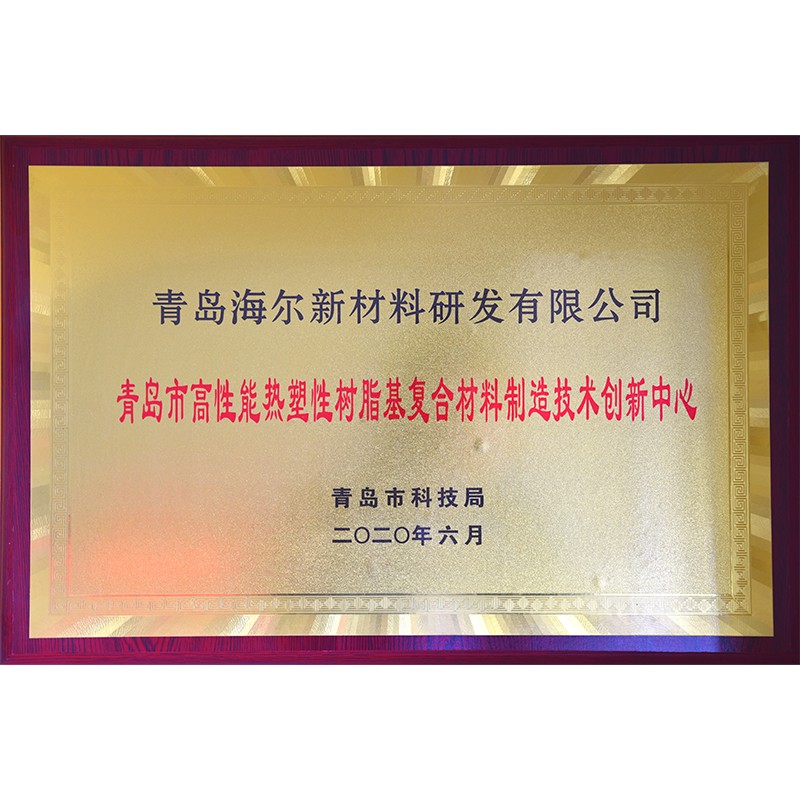 青岛海尔新材料研发有限公司
青岛市高性能热塑性树脂基复合材料制造技术创新中心
青岛市科技局
二〇二〇年六月